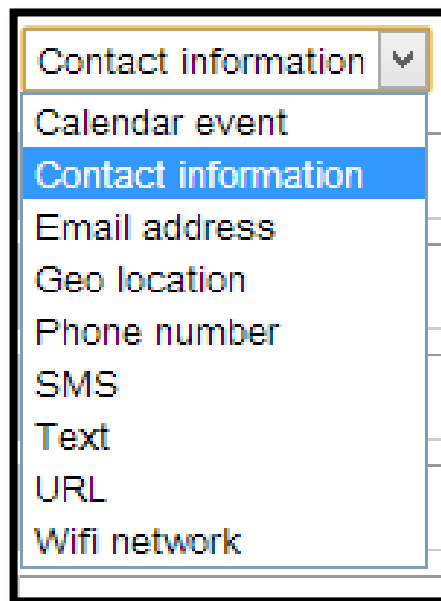 Contact information
Calendar event
Contact information
Email address
Geo location
Phone number
SMS
Text
URL
Wifi network